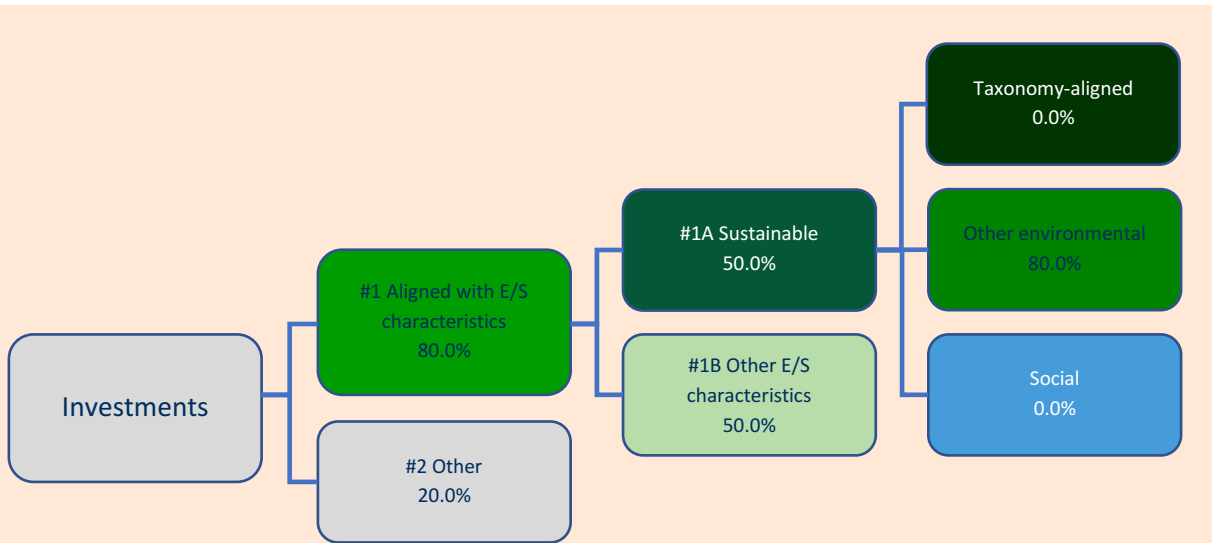 Investments
#1 Aligned with E/S
characteristics
80.0%
#2 Other
20.0%
#1A Sustainable
50.0%
#1B Other E/S
characteristics
50.0%
Taxonomy-aligned
0.0%
Other environmental
80.0%
Social
0.0%